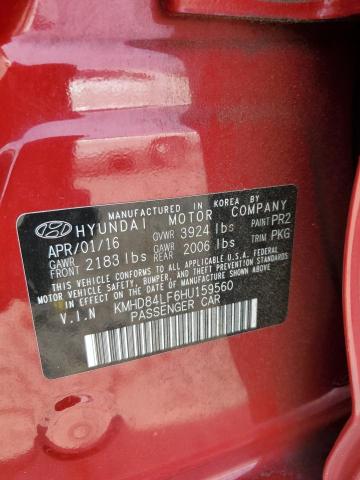 MANUFACTURED IN KOREA BY
HYUNDAI MOTOR COMPANY
APR/01/16 GVWR 3924 lbs PAINT PR2
GAWR FRONT 2183 lbs GAWR REAR 2006 lbs TRIM PKG
THIS VEHICLE CONFORMS TO ALL APPLICABLE U.S.A. FEDERAL
MOTOR VEHICLE SAFETY, BUMPER, AND THEFT PREVENTION
STANDARDS IN EFFECT ON THE DATE OF MANUFACTURE SHOWN ABOVE.
V.I.N KMHD84LF6HU159560
PASSENGER CAR